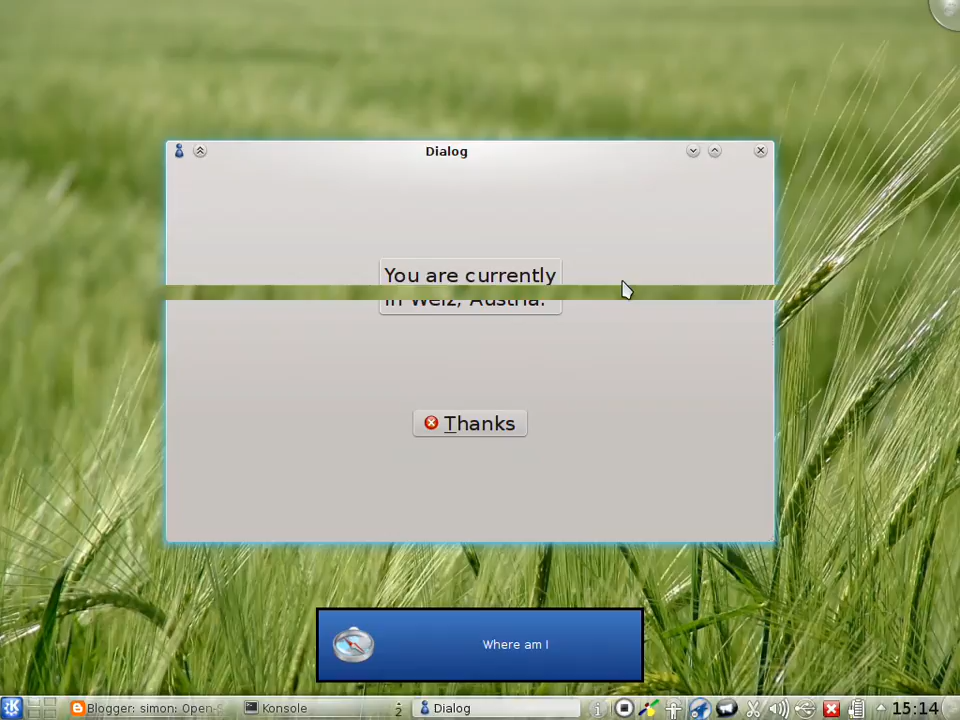 Dialog
You are currently
in Weiz, Austria.
Thanks
Where am I
Blogger: simon: Open-S
Konsole
2
Dialog
15:14